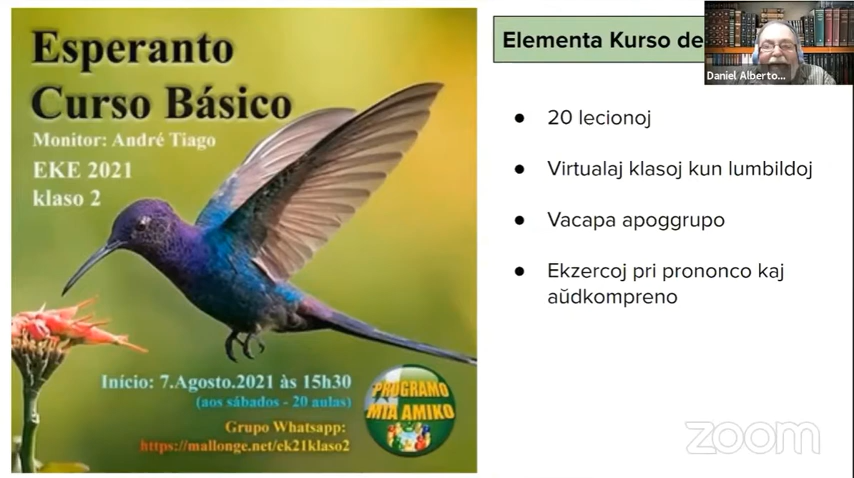 Esperanto
Curso Básico
Monitor: André Tiago
EKE 2021
klaso 2
Início: 7.Agosto.2021 às 15h30
(aos sábados - 20 aulas)
Grupo Whatsapp:
https://mallonge.net/ek21klaso2
PROGRAMO
MIA AMIKO
Elementa Kurso de
Daniel Alberto...
● 20 lecionoj
● Virtualaj klasoj kun lumbildoj
● Vacapa apoggrupo
● Ekzercoj pri prononco kaj
aŭdkompreno
zoom